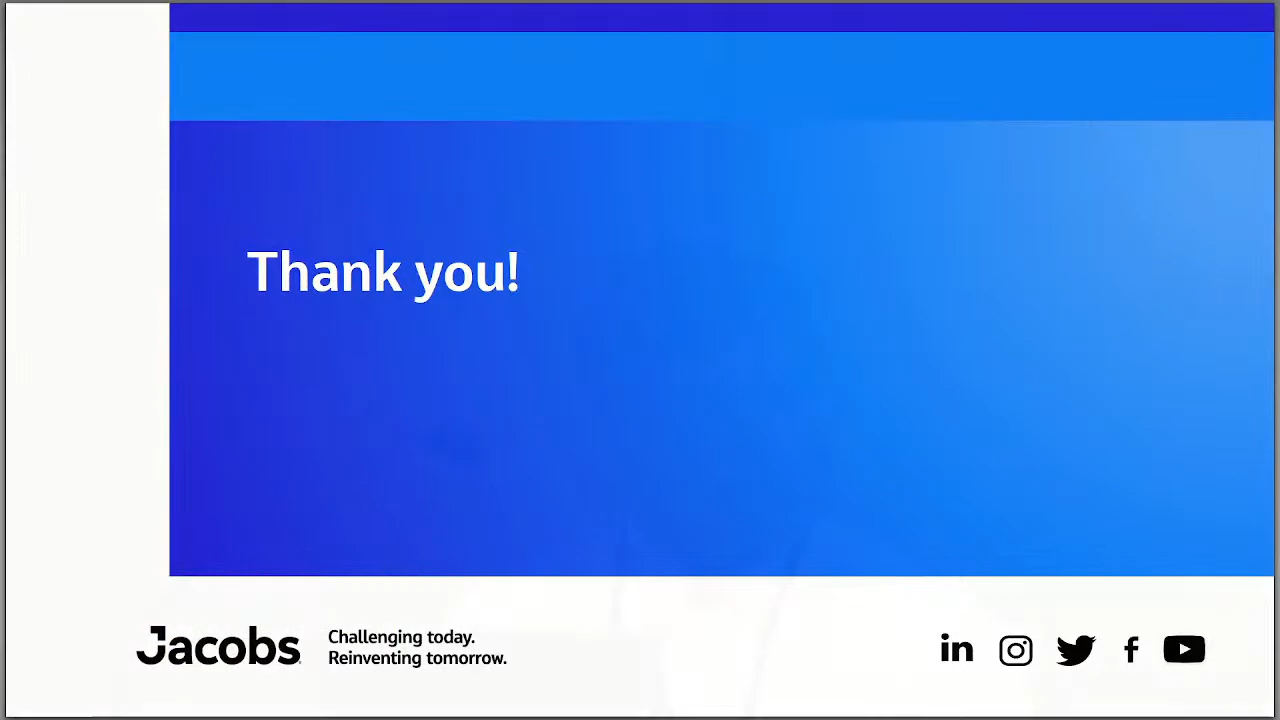 Thank you!
Jacobs
Challenging today.
Reinventing tomorrow.
in
f